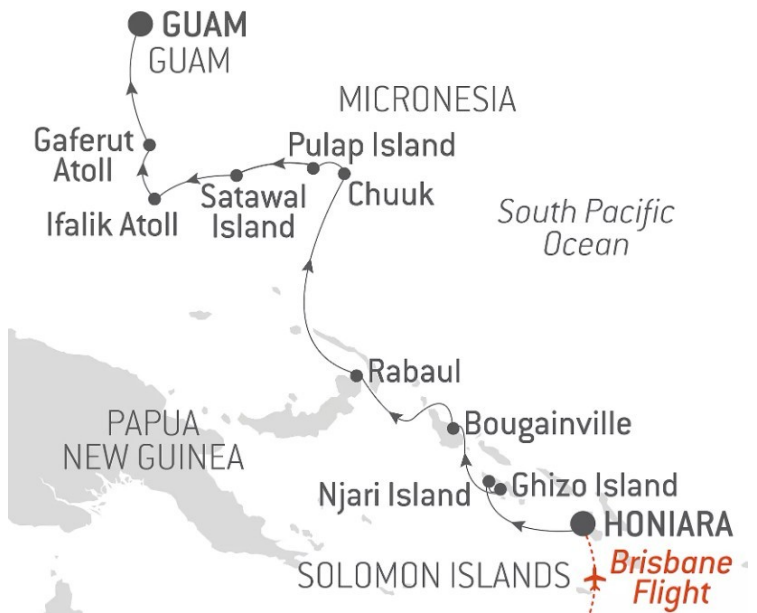 GUAM
GUAM
MICRONESIA
Gaferut
Atoll
Pulap Island
Chuuk
Satawal
Island
Ifalik Atoll
South Pacific
Ocean
Rabaul
PAPUA
NEW GUINEA
Bougainville
Njari Island
Ghizo Island
HONIARA
SOLOMON ISLANDS
Brisbane
Flight